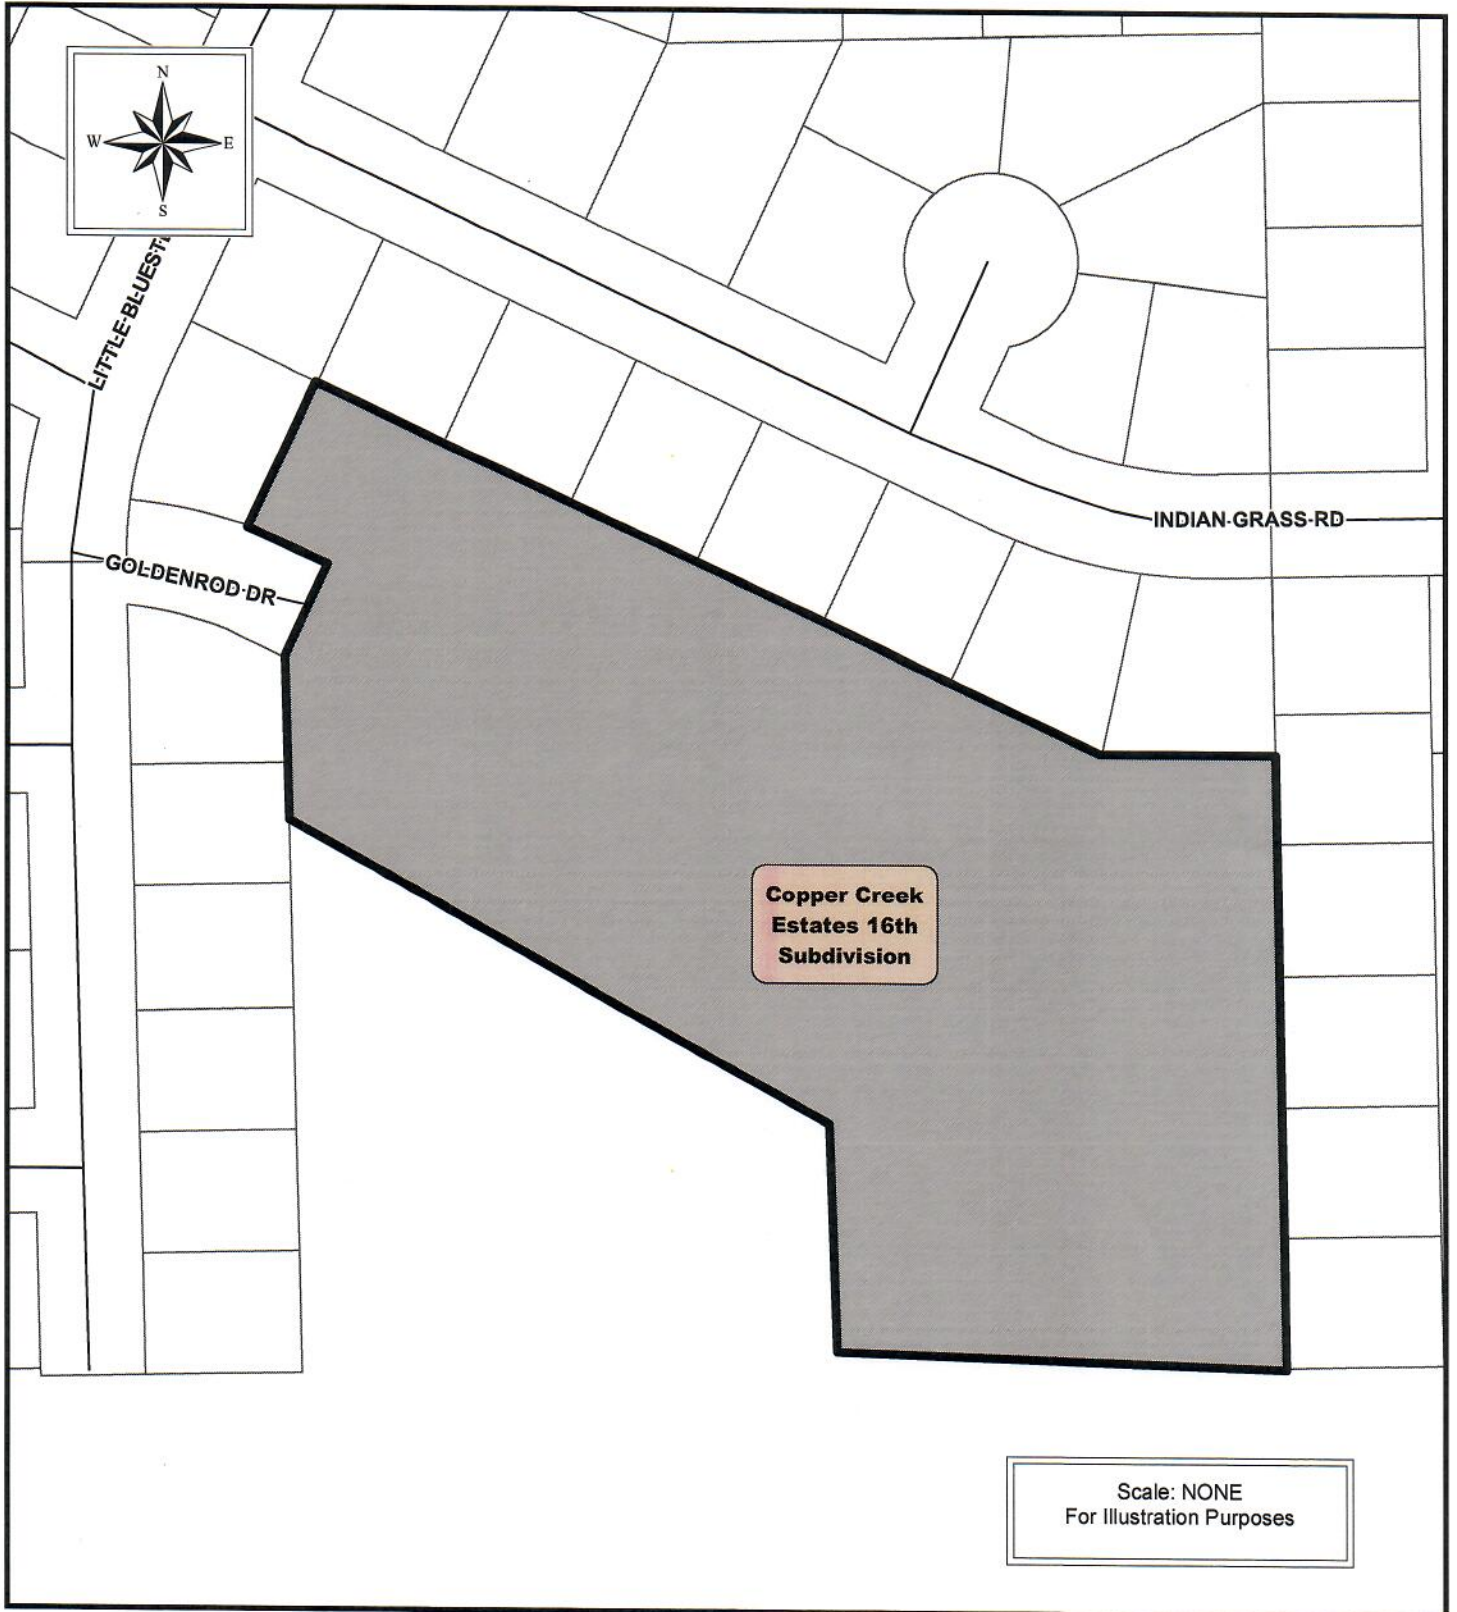 N
W E
S
LITTLE BLUEST
INDIAN GRASS RD
GOLDENROD DR
Copper Creek
Estates 16th
Subdivision
Scale: NONE
For Illustration Purposes